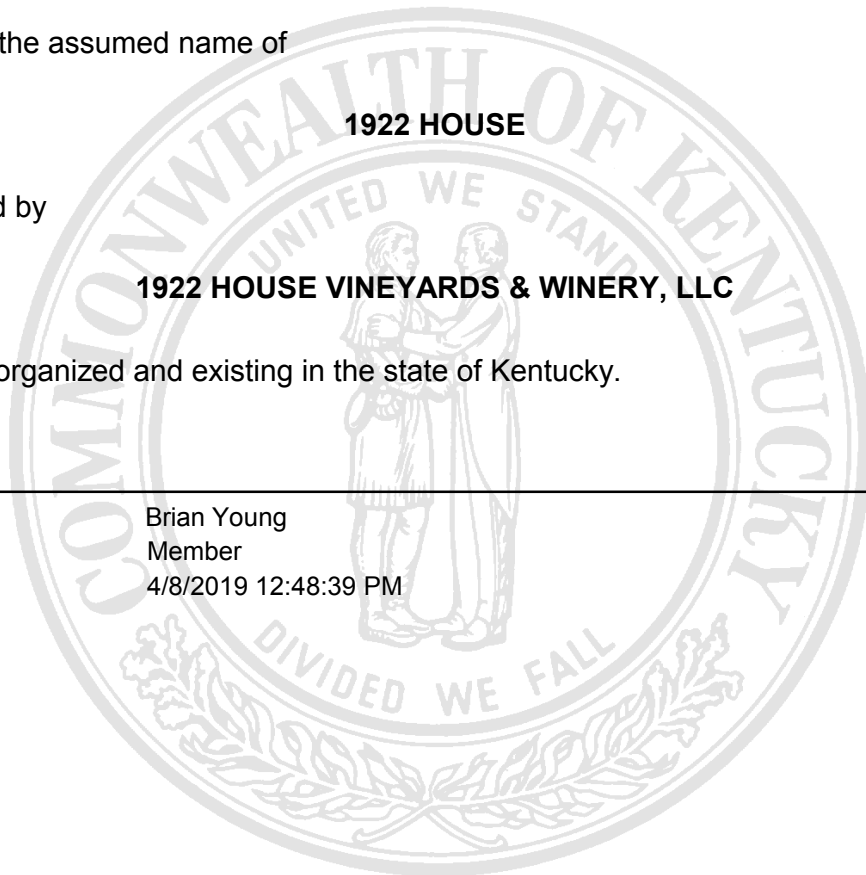 the assumed name of
1922 HOUSE
d by
1922 HOUSE VINEYARDS & WINERY, LLC
organized and existing in the state of Kentucky.
Brian Young
Member
4/8/2019 12:48:39 PM
COMMONWEALTH OF KENTUCKY
UNITED WE STAND
DIVIDED WE FALL